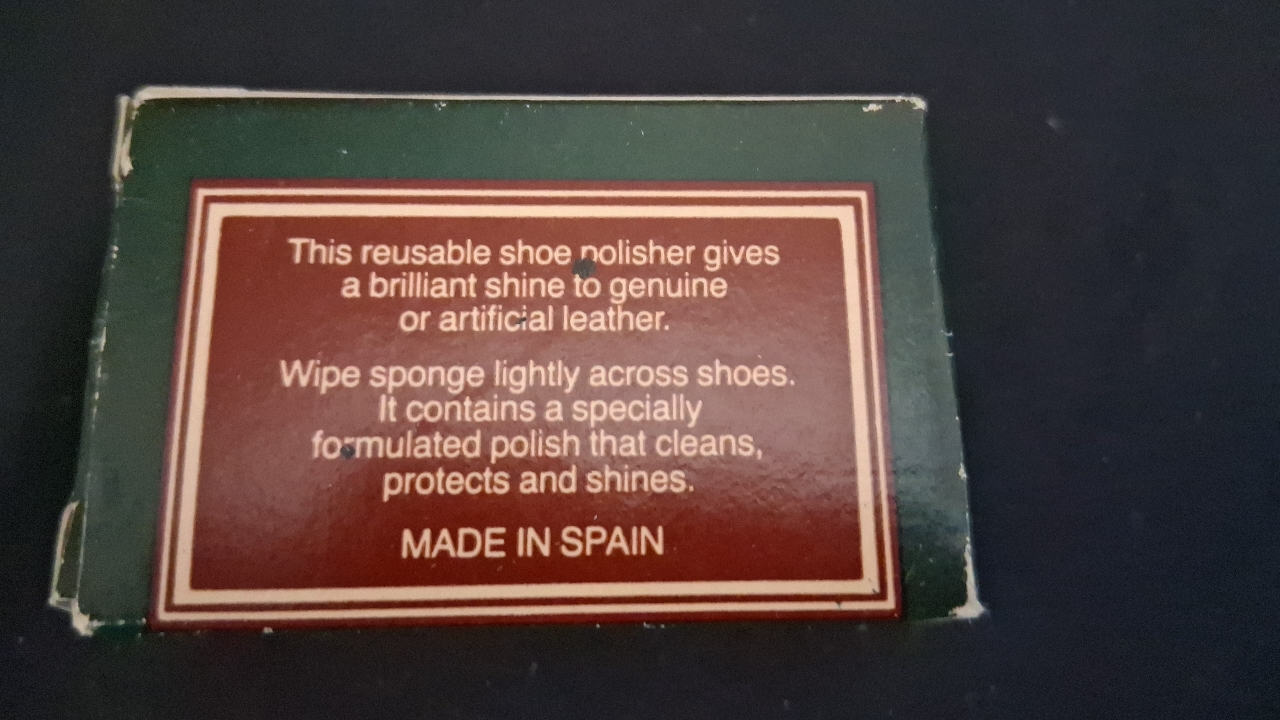 This reusable shoe polisher gives
a brilliant shine to genuine
or artificial leather.
Wipe sponge lightly across shoes.
It contains a specially
formulated polish that cleans,
protects and shines.
MADE IN SPAIN